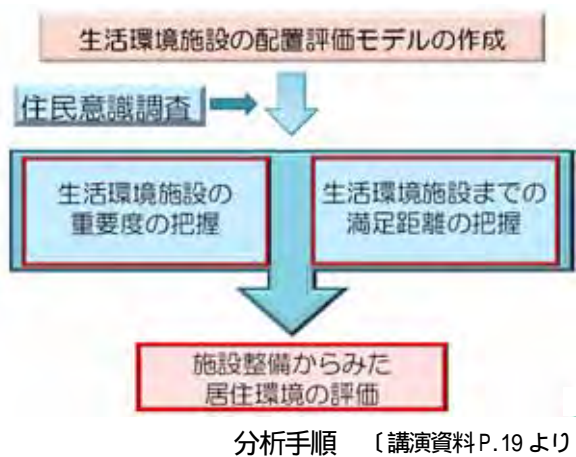 生活環境施設の配置評価モデルの作成
住民意識調査
生活環境施設の
重要度の把握
生活環境施設までの
満足距離の把握
施設整備からみた
居住環境の評価
分析手順 〔講演資料P.19より